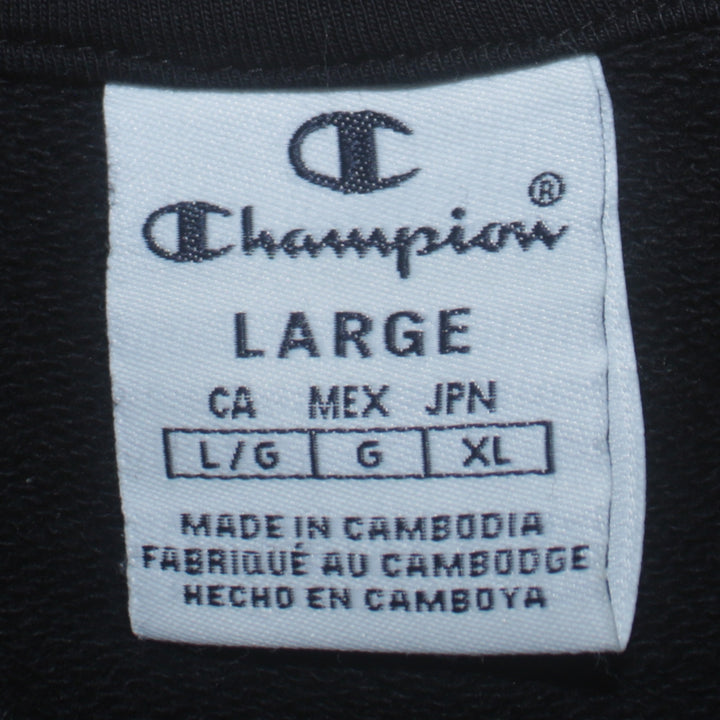 C
Champion®
LARGE
CA MEX JPN
L/G G XL
MADE IN CAMBODIA
FABRIQUÉ AU CAMBODGE
HECHO EN CAMBOYA